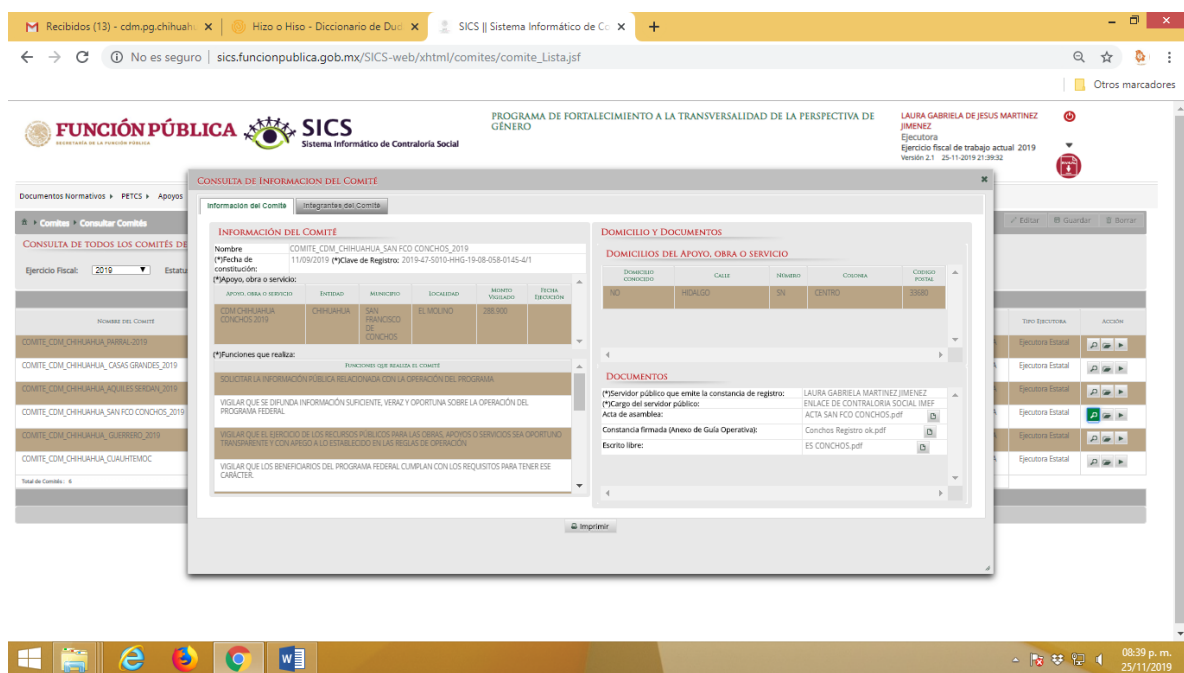 Recibidos (13) - cdm.pg.chihuahu
Hizo o Hiso - Diccionario de Dud
SICS || Sistema Informático de Co
No es seguro | sics.funcionpublica.gob.mx/SICS-web/xhtml/comites/comite_Lista.jsf
Otros marcadores
FUNCIÓN PÚBLICA
SECRETARÍA DE LA FUNCIÓN PÚBLICA
SICS
Sistema Informático de Contraloría Social
PROGRAMA DE FORTALECIMIENTO A LA TRANSVERSALIDAD DE LA PERSPECTIVA DE
GÉNERO
LAURA GABRIELA DE JESUS MARTINEZ
JIMENEZ
Ejecutora
Ejercicio fiscal de trabajo actual 2019
Versión 2.1 25-11-2019 21:39:32
Documentos Normativos PETCS Apoyos
Comites Consultar Comités
Editar Guardar Borrar
CONSULTA DE TODOS LOS COMITÉS DE
Ejercicio Fiscal: 2019 Estatu
NOMBRE DEL COMITÉ
TIPO EJECUTORA ACCIÓN
COMITE_CDM_CHIHUAHUA_PARRAL-2019 Ejecutora Estatal
COMITE_CDM_CHIHUAHUA_ CASAS GRANDES_2019 Ejecutora Estatal
COMITE_CDM_CHIHUAHUA_AQUILES SERDAN_2019 Ejecutora Estatal
COMITE_CDM_CHIHUAHUA_SAN FCO CONCHOS_2019 Ejecutora Estatal
COMITE_CDM_CHIHUAHUA_ GUERRERO_2019 Ejecutora Estatal
COMITE_CDM_CHIHUAHUA_CUAUHTEMOC Ejecutora Estatal
Total de Comités : 6
CONSULTA DE INFORMACION DEL COMITÉ
Información del Comité Integrantes del Comité
INFORMACIÓN DEL COMITÉ
Nombre COMITE_CDM_CHIHUAHUA_SAN FCO CONCHOS_2019
(*)Fecha de constitución: 11/09/2019 (*)Clave de Registro: 2019-47-5010-HHG-19-08-058-0145-4/1
(*)Apoyo, obra o servicio:
APOYO, OBRA O SERVICIO ENTIDAD MUNICIPIO LOCALIDAD MONTO VIGILADO FECHA EJECUCIÓN
CDM CHIHUAHUA CONCHOS 2019 CHIHUAHUA SAN FRANCISCO DE CONCHOS EL MOLINO 288,900
(*)Funciones que realiza:
FUNCIONES QUE REALIZA EL COMITÉ
SOLICITAR LA INFORMACIÓN PÚBLICA RELACIONADA CON LA OPERACIÓN DEL PROGRAMA
VIGILAR QUE SE DIFUNDA INFORMACIÓN SUFICIENTE, VERAZ Y OPORTUNA SOBRE LA OPERACIÓN DEL
PROGRAMA FEDERAL
VIGILAR QUE EL EJERCICIO DE LOS RECURSOS PÚBLICOS PARA LAS OBRAS, APOYOS O SERVICIOS SEA OPORTUNO
TRANSPARENTE Y CON APEGO A LO ESTABLECIDO EN LAS REGLAS DE OPERACIÓN
VIGILAR QUE LOS BENEFICIARIOS DEL PROGRAMA FEDERAL CUMPLAN CON LOS REQUISITOS PARA TENER ESE
CARÁCTER.
DOMICILIO Y DOCUMENTOS
DOMICILIOS DEL APOYO, OBRA O SERVICIO
DOMICILIO CONOCIDO CALLE NÚMERO COLONIA CÓDIGO POSTAL
NO HIDALGO SN CENTRO 33680
DOCUMENTOS
(*)Servidor público que emite la constancia de registro: LAURA GABRIELA MARTINEZ JIMENEZ
(*)Cargo del servidor público: ENLACE DE CONTRALORIA SOCIAL IMEF
Acta de asamblea: ACTA SAN FCO CONCHOS.pdf
Constancia firmada (Anexo de Guía Operativa): Conchos Registro ok.pdf
Escrito libre: ES CONCHOS.pdf
Imprimir
08:39 p. m.
25/11/2019